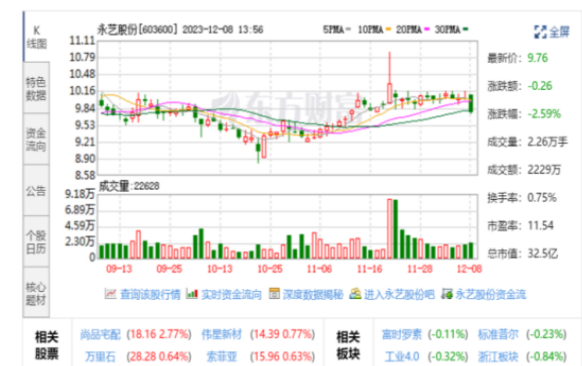 K
线图
特色
数据
资金
流向
公告
个股
日历
核心
题材
永艺股份[603600] 2023-12-08 13:56
5PMA 10PMA 20PMA 30PMA
全屏
11.11
10.79
10.48
10.16
9.84
9.53
9.21
8.90
8.58
东方财富
成交量:22628
9.18万
6.89万
4.59万
2.30万
0
09-13 09-25 10-13 10-25 11-06 11-16 11-28 12-08
最新价: 9.76
涨跌额: -0.26
涨跌幅: -2.59%
成交量: 2.26万手
成交额: 2229万
换手率: 0.75%
市盈率: 11.54
总市值: 32.5亿
查询该股行情 实时资金流向 深度数据揭秘 进入永艺股份吧 永艺股份资金流
相关
股票
尚品宅配 (18.16 2.77%) 伟星新材 (14.39 0.77%)
万里石 (28.28 0.64%) 索菲亚 (15.96 0.63%)
相关
板块
富时罗素 (-0.11%) 标准普尔 (-0.23%)
工业4.0 (-0.32%) 浙江板块 (-0.84%)